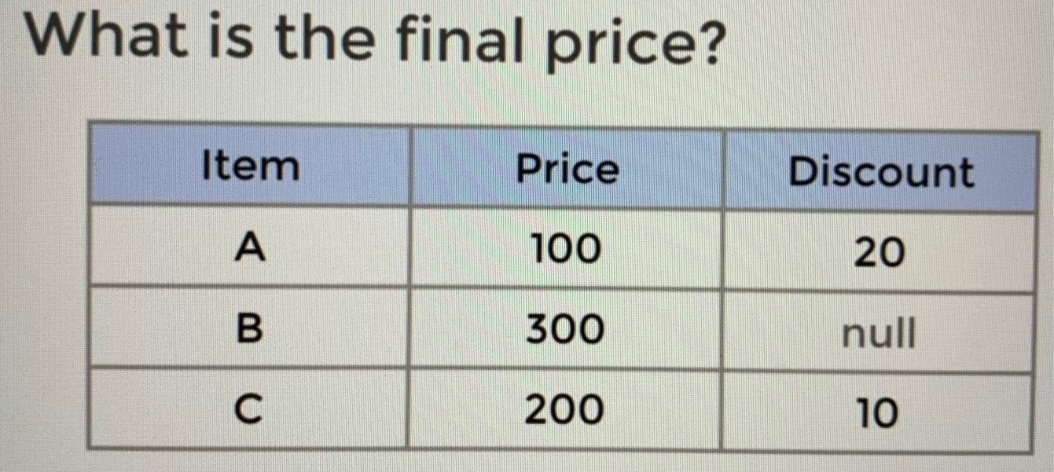 What is the final price?
Item Price Discount
A 100 20
B 300 null
C 200 10